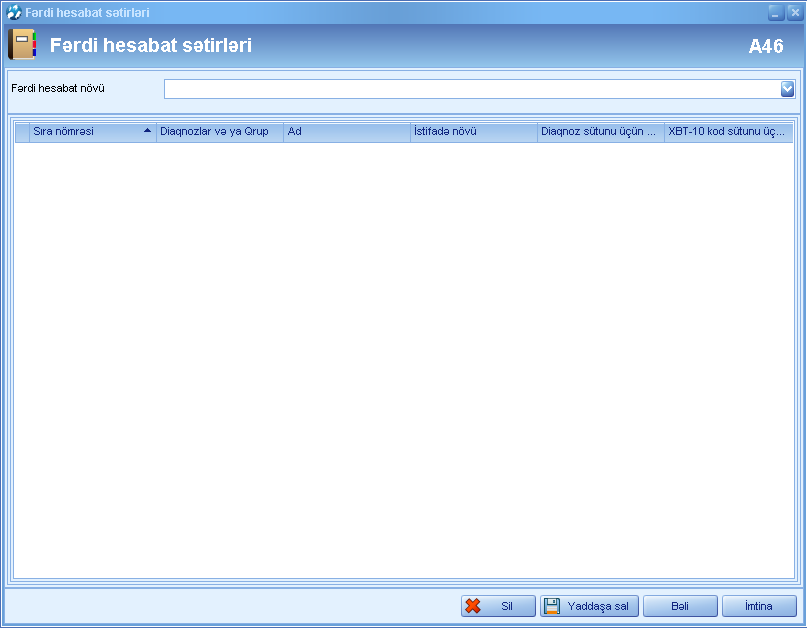 Fərdi hesabat sətirləri
Fərdi hesabat sətirləri A46
Fərdi hesabat növü
Sıra nömrəsi Diaqnozlar və ya Qrup Ad İstifadə növü Diaqnoz sütunu üçün ... XBT-10 kod sütunu üç...
Sil Yaddaşa sal Bəli İmtina